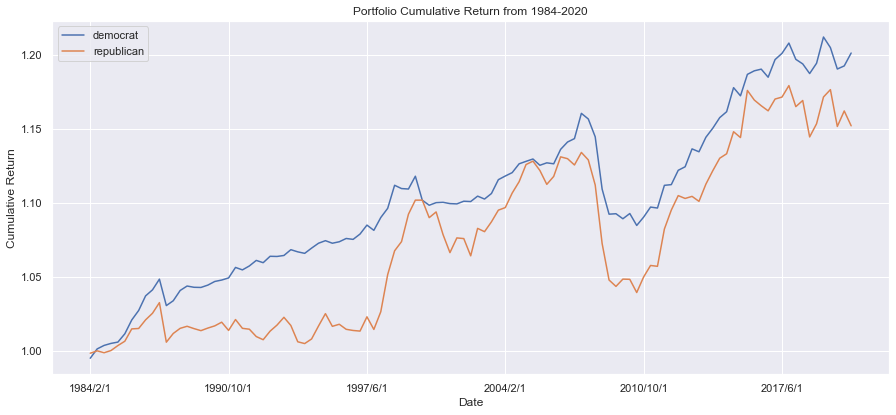 Portfolio Cumulative Return from 1984-2020
democrat
republican
Cumulative Return
1.20
1.15
1.10
1.05
1.00
1984/2/1
1990/10/1
1997/6/1
2004/2/1
2010/10/1
2017/6/1
Date